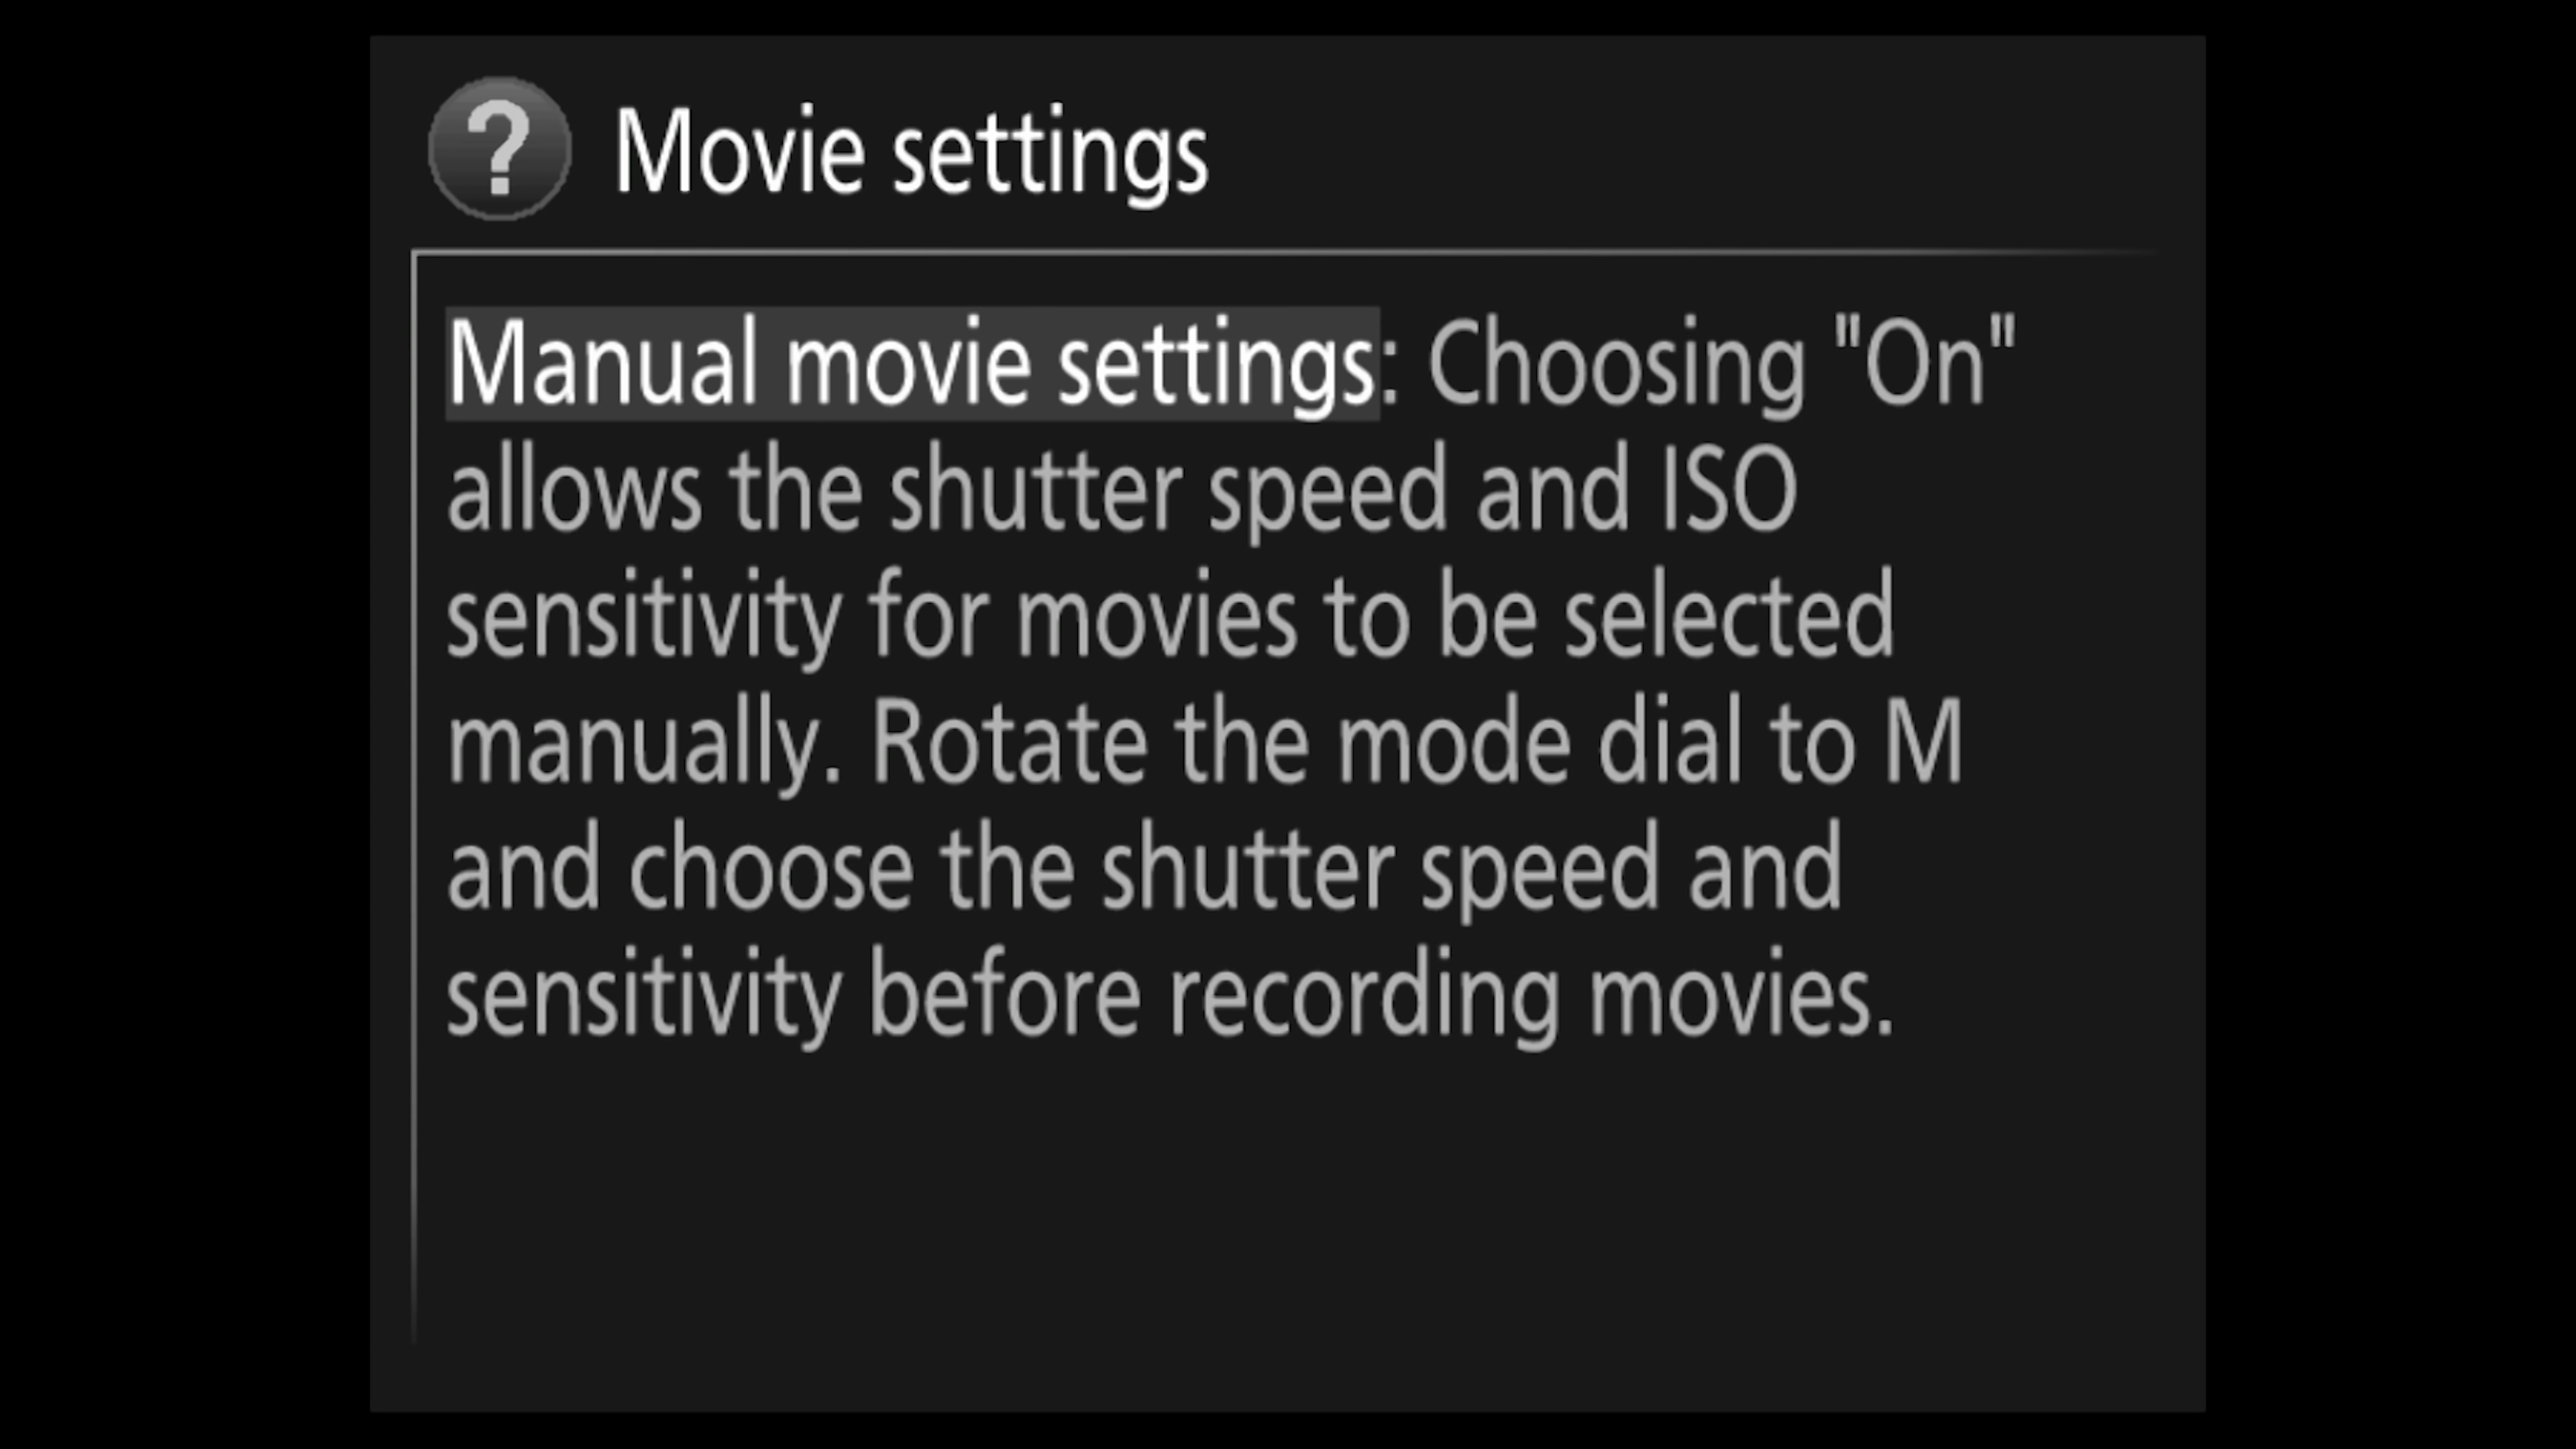 ? Movie settings
Manual movie settings: Choosing "On"
allows the shutter speed and ISO
sensitivity for movies to be selected
manually. Rotate the mode dial to M
and choose the shutter speed and
sensitivity before recording movies.